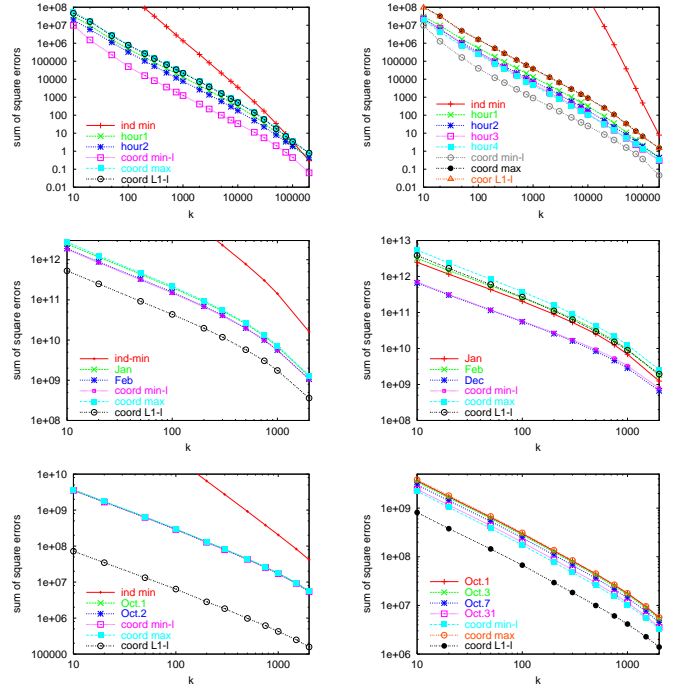 1e+08
1e+07
1e+06
100000
10000
1000
100
10
1
0.1
0.01
sum of square errors
ind min
hour1
hour2
coord min-l
coord max
coord L1-l
10
100
1000
10000
100000
k
1e+08
1e+07
1e+06
100000
10000
1000
100
10
1
0.1
0.01
sum of square errors
ind min
hour1
hour2
hour3
hour4
coord min-l
coord max
coor L1-l
10
100
1000
10000
100000
k
1e+12
1e+11
1e+10
1e+09
1e+08
sum of square errors
ind-min
Jan
Feb
coord min-l
coord max
coord L1-l
10
100
1000
k
1e+13
1e+12
1e+11
1e+10
1e+09
1e+08
sum of square errors
Jan
Feb
Dec
coord min-l
coord max
coord L1-l
10
100
1000
k
1e+10
1e+09
1e+08
1e+07
1e+06
100000
sum of square errors
ind min
Oct.1
Oct.2
coord min-l
coord max
coord L1-l
10
100
1000
k
1e+09
1e+08
1e+07
1e+06
sum of square errors
Oct.1
Oct.3
Oct.7
Oct.31
coord min-l
coord max
coord L1-l
10
100
1000
k